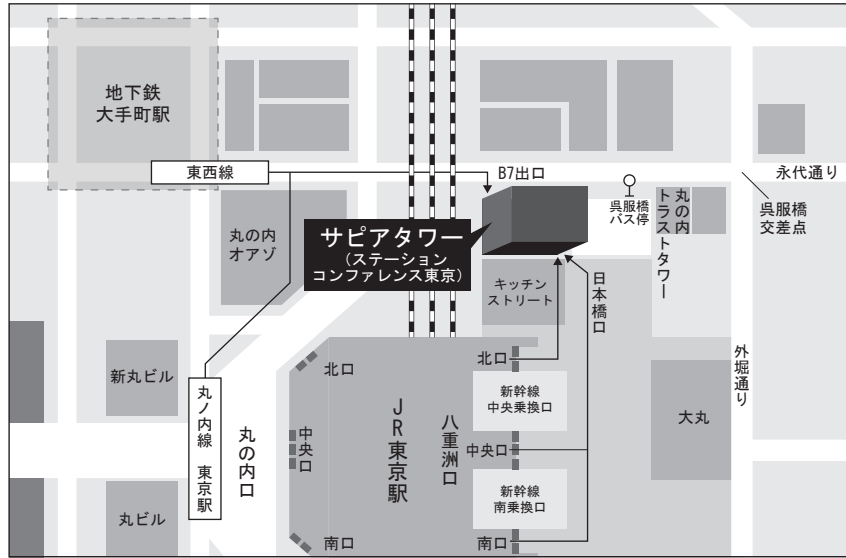 地下鉄
大手町駅
東西線
B7出口
永代通り
呉服橋
バス停
丸の内
トラストタワー
呉服橋
交差点
丸の内
オアゾ
サピアタワー
(ステーション
コンファレンス東京)
キッチン
ストリート
日本橋口
外堀通り
新丸ビル
北口
北口
新幹線
中央乗換口
大丸
丸ノ内線 東京駅
丸の内口
中央口
JR東京駅
八重洲口
中央口
新幹線
南乗換口
丸ビル
南口
南口